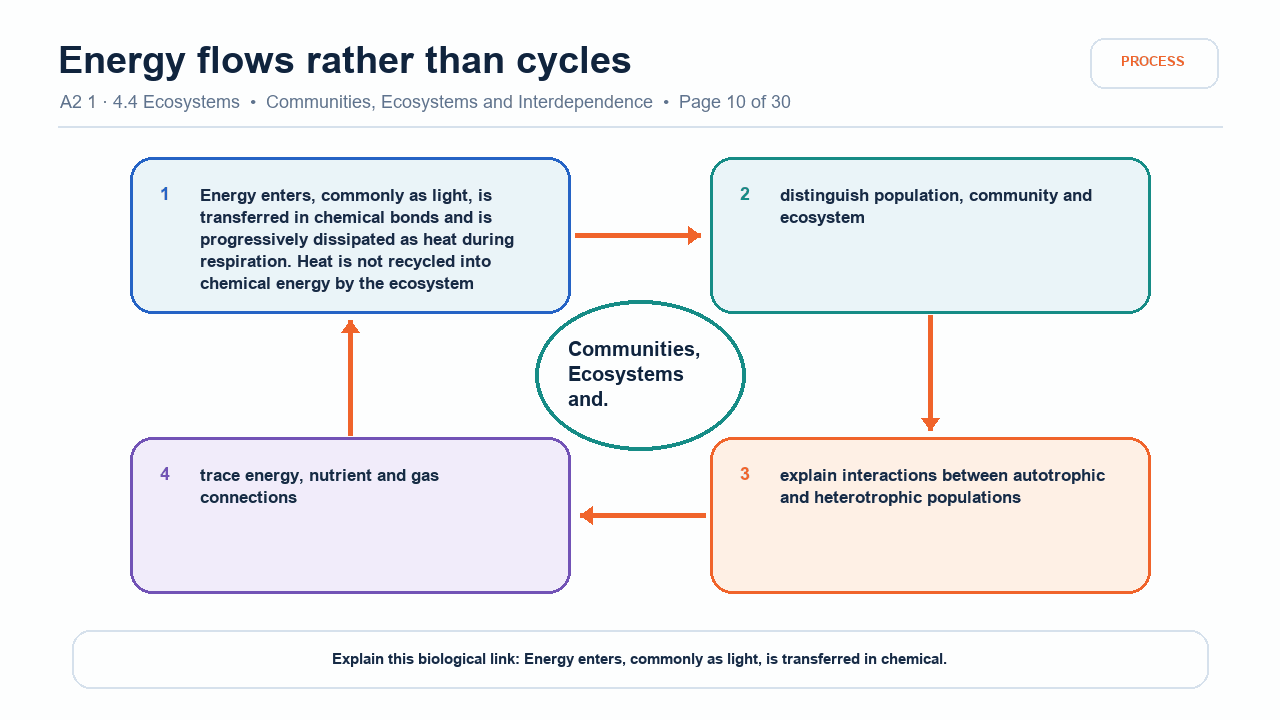 Energy flows rather than cycles
PROCESS
A2 1 · 4.4 Ecosystems • Communities, Ecosystems and Interdependence • Page 10 of 30
1
Energy enters, commonly as light, is
transferred in chemical bonds and is
progressively dissipated as heat during
respiration. Heat is not recycled into
chemical energy by the ecosystem
2
distinguish population, community and
ecosystem
Communities,
Ecosystems
and.
4
trace energy, nutrient and gas
connections
3
explain interactions between autotrophic
and heterotrophic populations
Explain this biological link: Energy enters, commonly as light, is transferred in chemical.